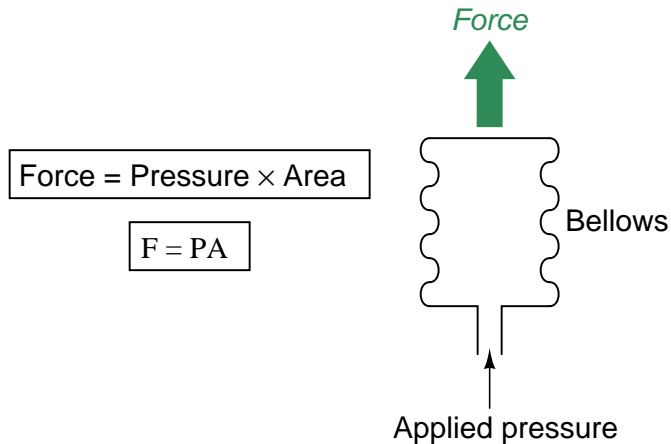 Force
Force = Pressure × Area
F = PA
Bellows
Applied pressure